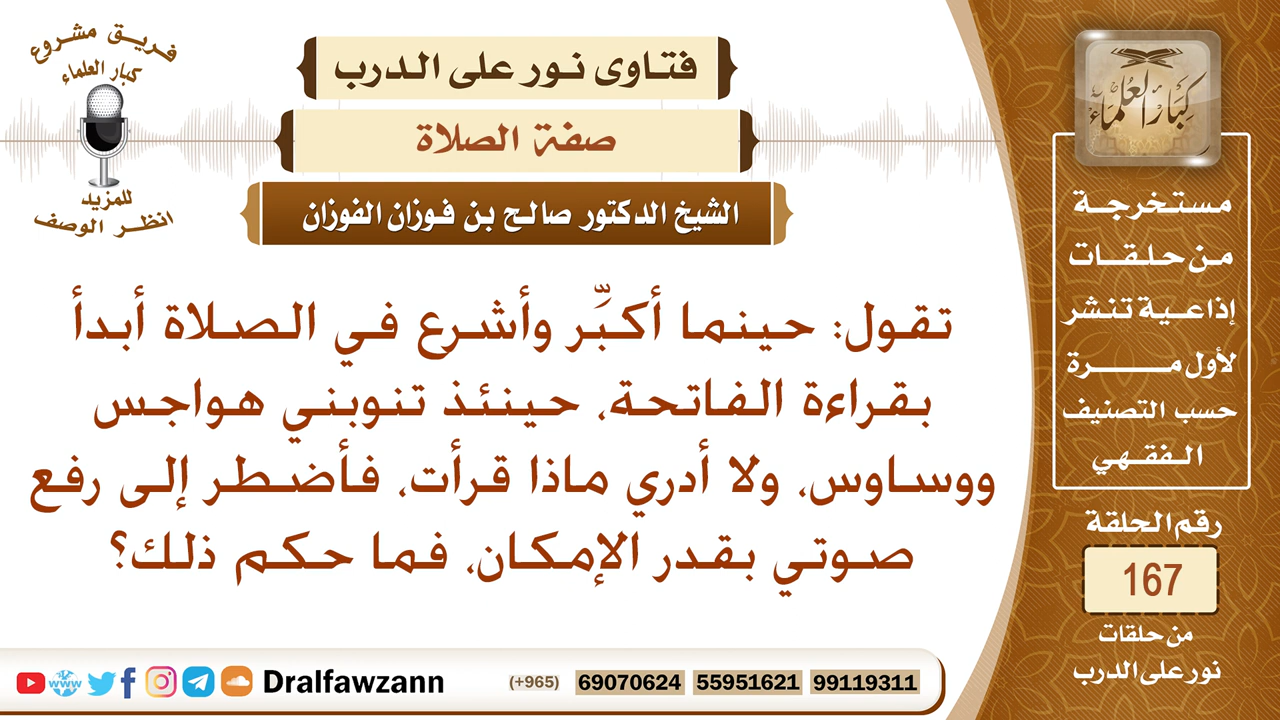 فريق مشروع
كبار العلماء
للمزيد
انظر الوصف
فتاوى نور على الدرب
صفة الصلاة
الشيخ الدكتور صالح بن فوزان الفوزان
تقول: حينما أكبِّر وأشرع في الصلاة أبدأ
بقراءة الفاتحة، حينئذ تنوبني هواجس
ووساوس، ولا أدري ماذا قرأت، فأضطر إلى رفع
صوتي بقدر الإمكان، فما حكم ذلك؟
كبار العلماء
مستخرجة
من حلقات
إذاعية تنشر
لأول مرة
حسب التصنيف
الفقهي
رقم الحلقة
167
من حلقات
نور على الدرب
www Dralfawzann (+965) 69070624 55951621 99119311